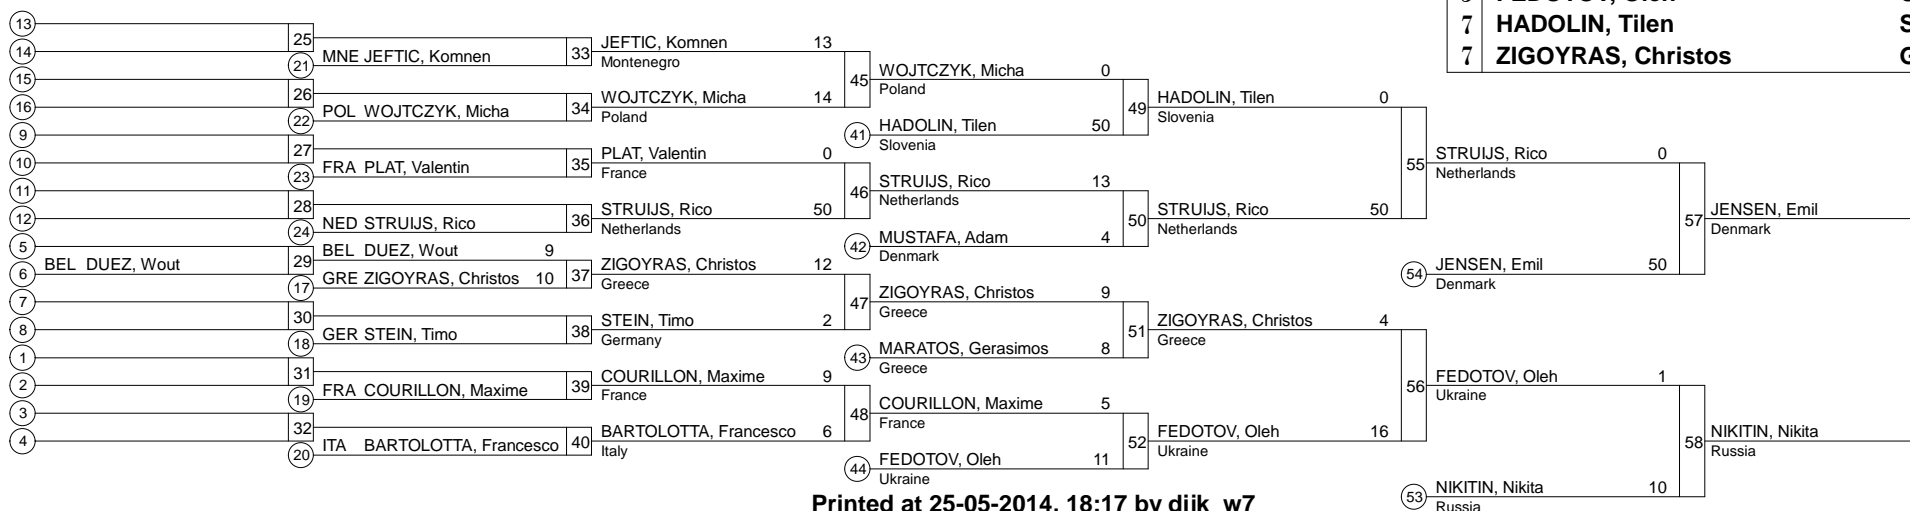 5 FEDOTOV, Oleh
7 HADOLIN, Tilen S
7 ZIGOYRAS, Christos G
13
14
15
16
9
10
11
12
5
6 BEL DUEZ, Wout
7
8
1
2
3
4
25
21 MNE JEFTIC, Komnen
26
22 POL WOJTCZYK, Micha
27
23 FRA PLAT, Valentin
28
24 NED STRUIJS, Rico
29 BEL DUEZ, Wout 9
17 GRE ZIGOYRAS, Christos 10
30
18 GER STEIN, Timo
31
19 FRA COURILLON, Maxime
32
20 ITA BARTOLOTTA, Francesco
33 JEFTIC, Komnen 13
Montenegro
34 WOJTCZYK, Micha 14
Poland
35 PLAT, Valentin 0
France
36 STRUIJS, Rico 50
Netherlands
37 ZIGOYRAS, Christos 12
Greece
38 STEIN, Timo 2
Germany
39 COURILLON, Maxime 9
France
40 BARTOLOTTA, Francesco 6
Italy
45 WOJTCZYK, Micha 0
Poland
41 HADOLIN, Tilen 50
Slovenia
46 STRUIJS, Rico 13
Netherlands
42 MUSTAFA, Adam 4
Denmark
47 ZIGOYRAS, Christos 9
Greece
43 MARATOS, Gerasimos 8
Greece
48 COURILLON, Maxime 5
France
44 FEDOTOV, Oleh 11
Ukraine
49 HADOLIN, Tilen 0
Slovenia
50 STRUIJS, Rico 50
Netherlands
51 ZIGOYRAS, Christos 4
Greece
52 FEDOTOV, Oleh 16
Ukraine
55 STRUIJS, Rico 0
Netherlands
54 JENSEN, Emil 50
Denmark
56 FEDOTOV, Oleh 1
Ukraine
53 NIKITIN, Nikita 10
Russia
57 JENSEN, Emil
Denmark
58 NIKITIN, Nikita
Russia
Printed at 25-05-2014, 18:17 by dijk_w7